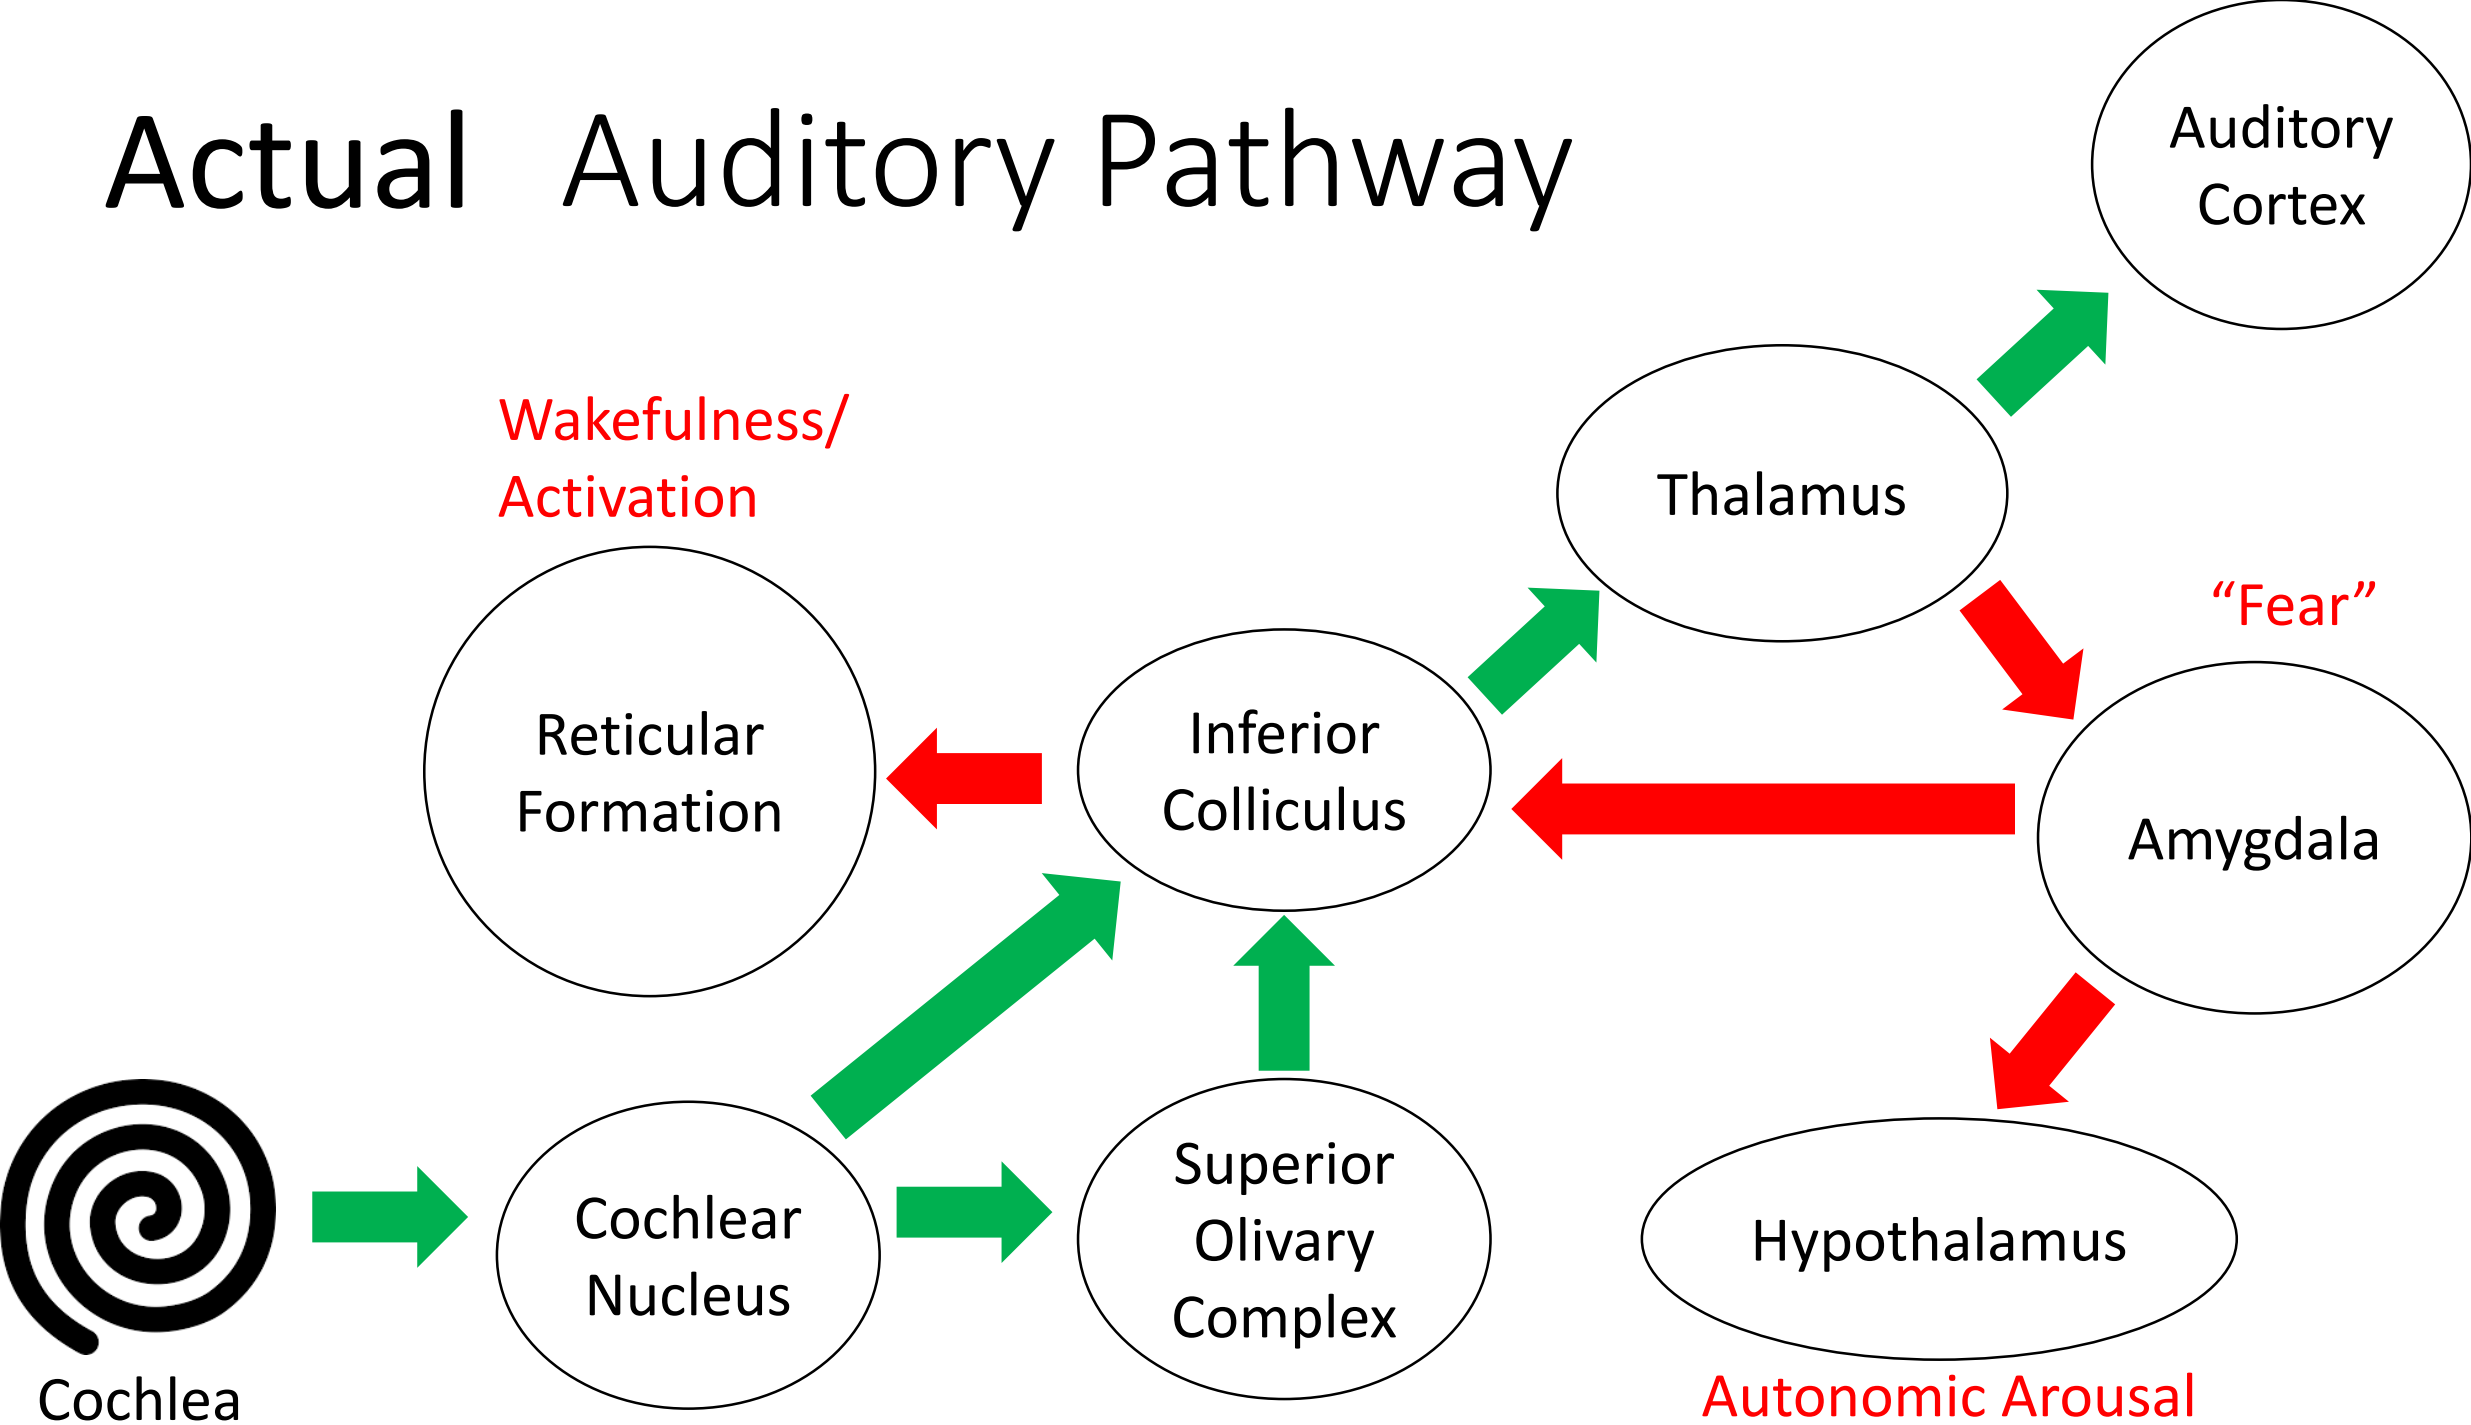 Actual Auditory Pathway
Auditory
Cortex
Wakefulness/
Activation
Thalamus
“Fear”
Reticular
Formation
Inferior
Colliculus
Amygdala
Superior
Olivary
Complex
Cochlear
Nucleus
Hypothalamus
Cochlea
Autonomic Arousal